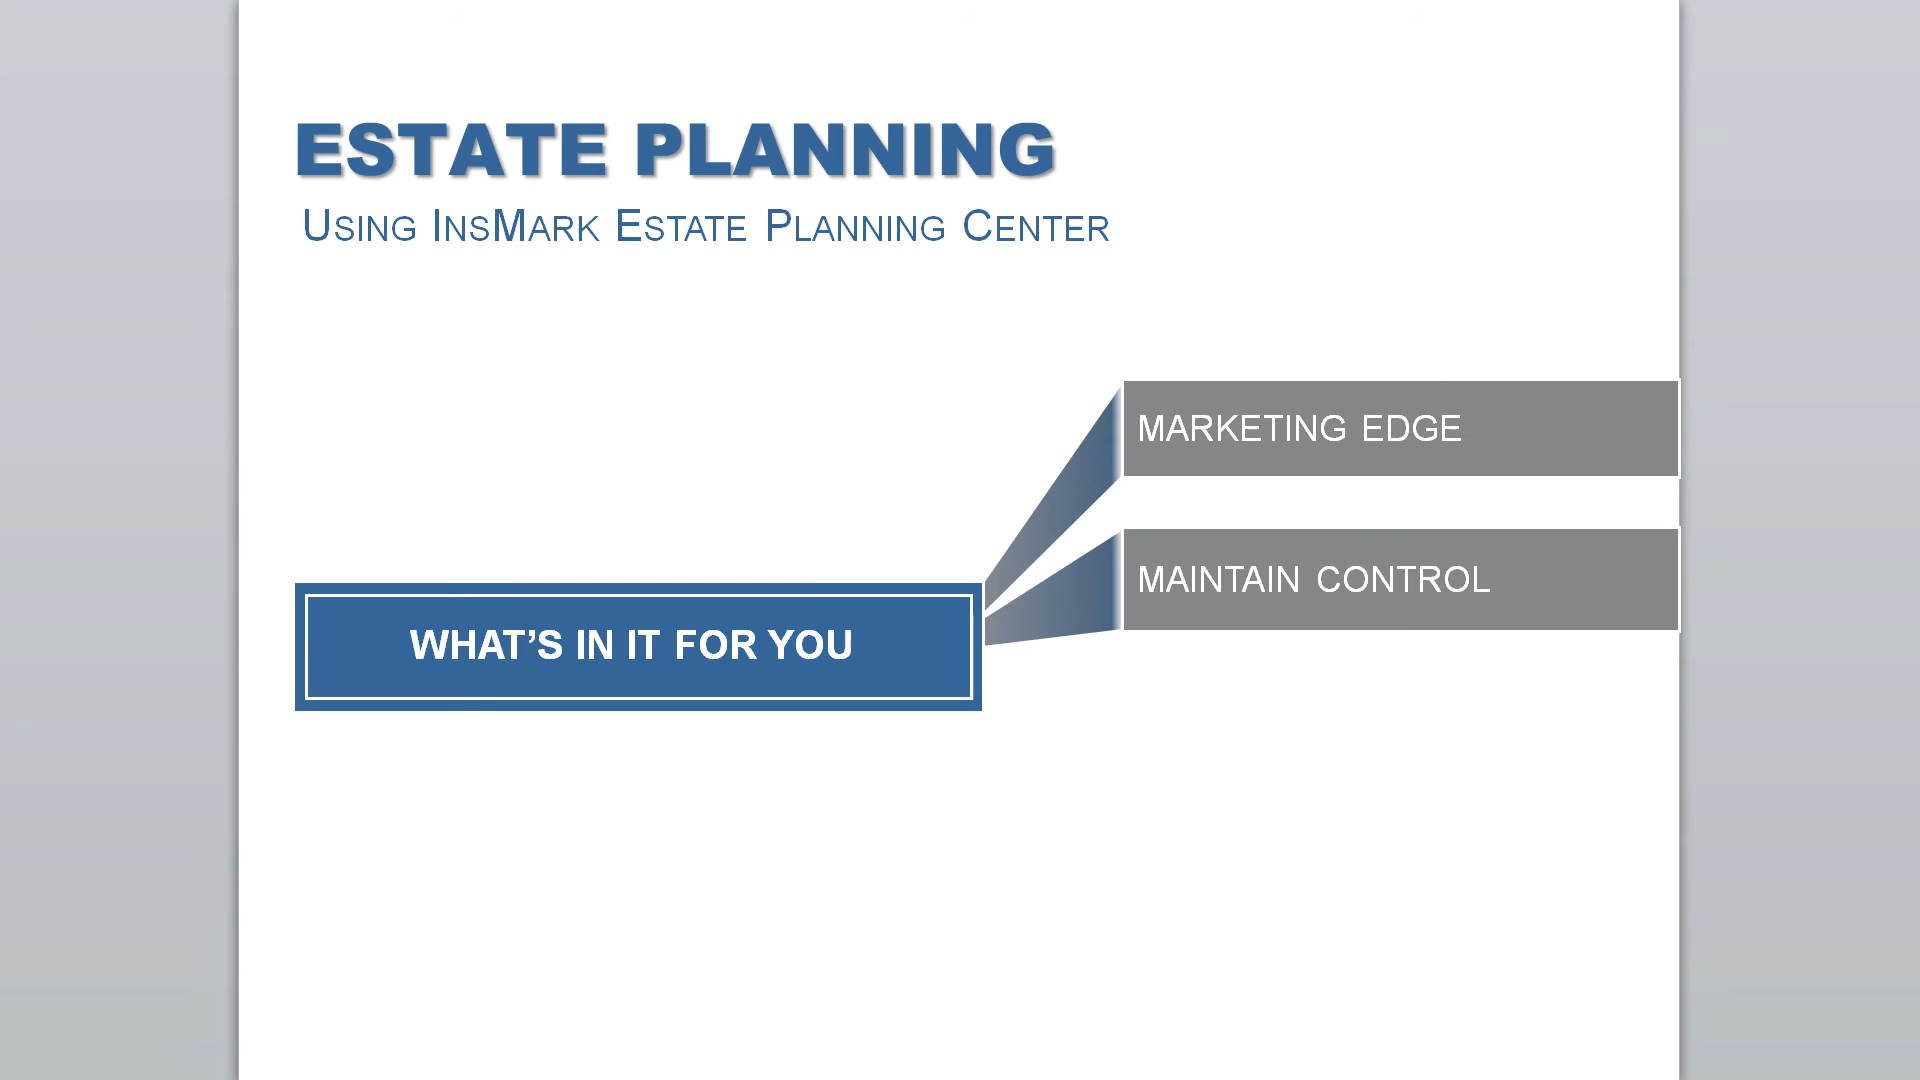 ESTATE PLANNING
USING INSMARK ESTATE PLANNING CENTER
MARKETING EDGE
MAINTAIN CONTROL
WHAT’S IN IT FOR YOU